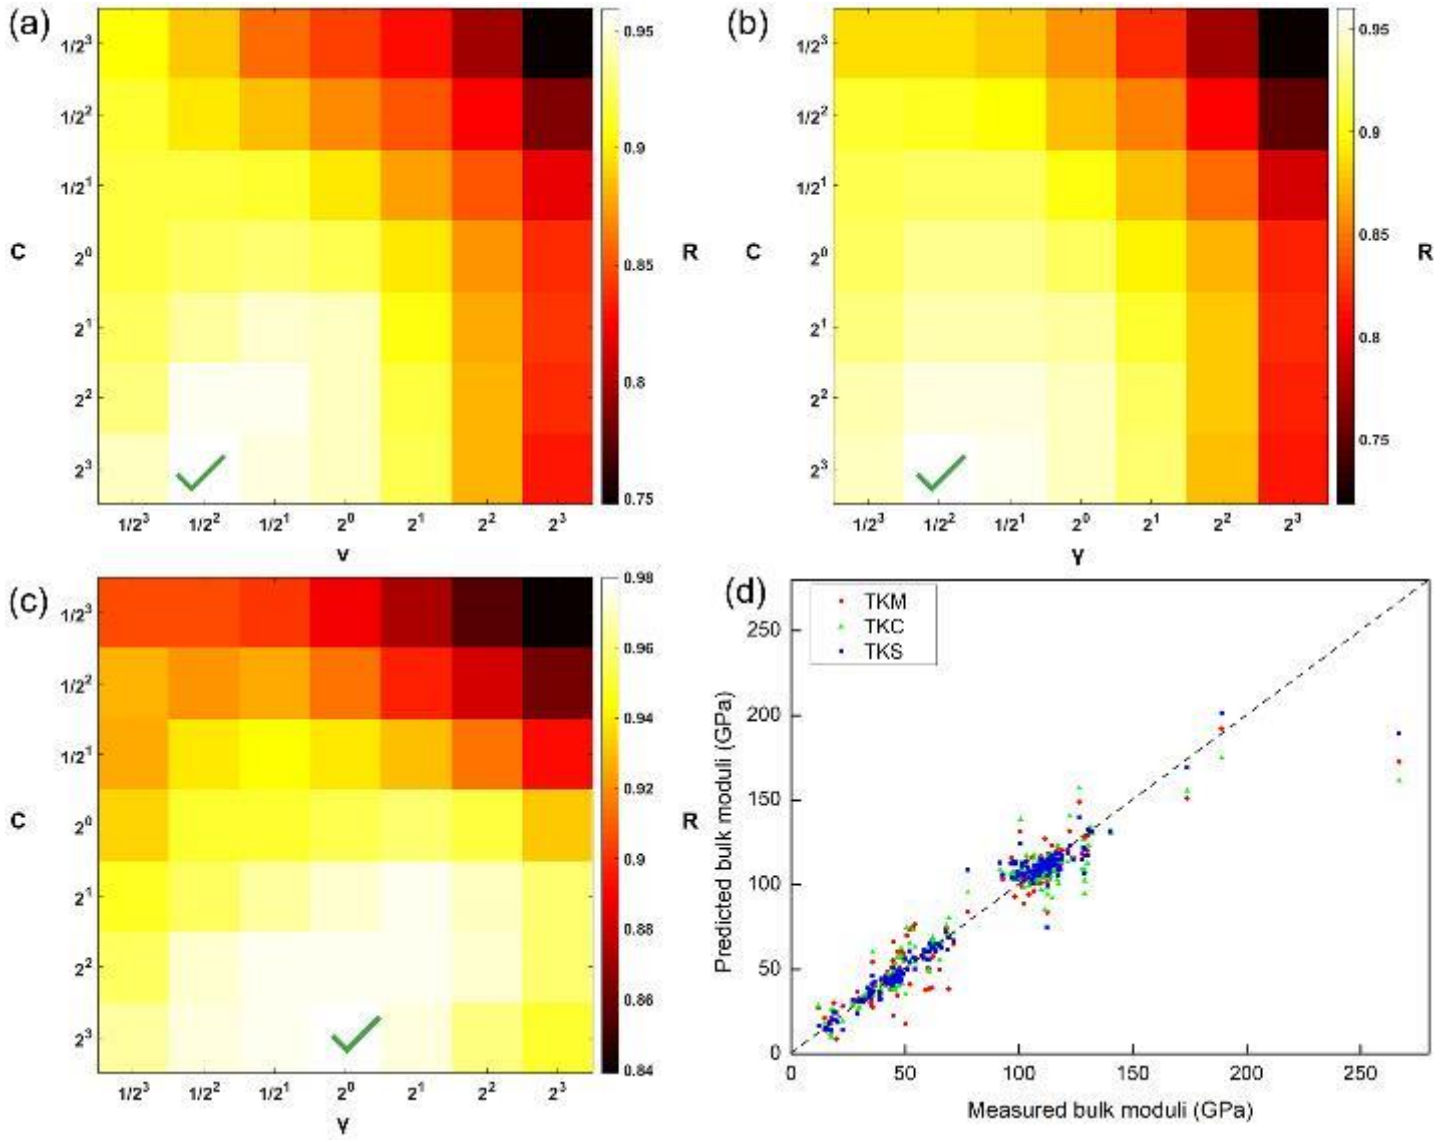 (a)
1/2³
1/2²
1/2¹
C
2⁰
2¹
2²
2³
1/2³ 1/2² 1/2¹ 2⁰ 2¹ 2² 2³
γ
0.95
0.9
0.85
0.8
0.75
R
(b)
1/2³
1/2²
1/2¹
C
2⁰
2¹
2²
2³
1/2³ 1/2² 1/2¹ 2⁰ 2¹ 2² 2³
γ
0.95
0.9
0.85
0.8
0.75
R
(c)
1/2³
1/2²
1/2¹
C
2⁰
2¹
2²
2³
1/2³ 1/2² 1/2¹ 2⁰ 2¹ 2² 2³
γ
0.98
0.96
0.94
0.92
0.9
0.88
0.86
0.84
R
(d)
TKM
TKC
TKS
Predicted bulk moduli (GPa)
250
200
150
100
50
0
0 50 100 150 200 250
Measured bulk moduli (GPa)